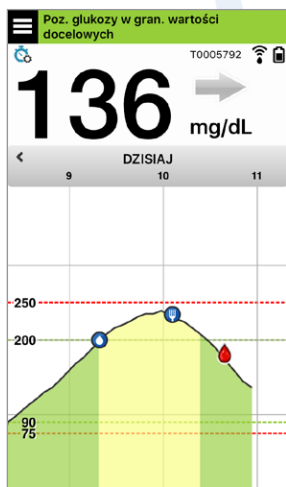 Poz. glukozy w gran. wartości
docelowych
T0005792
136
mg/dL
DZISIAJ
9 10 11
250
200
90
75